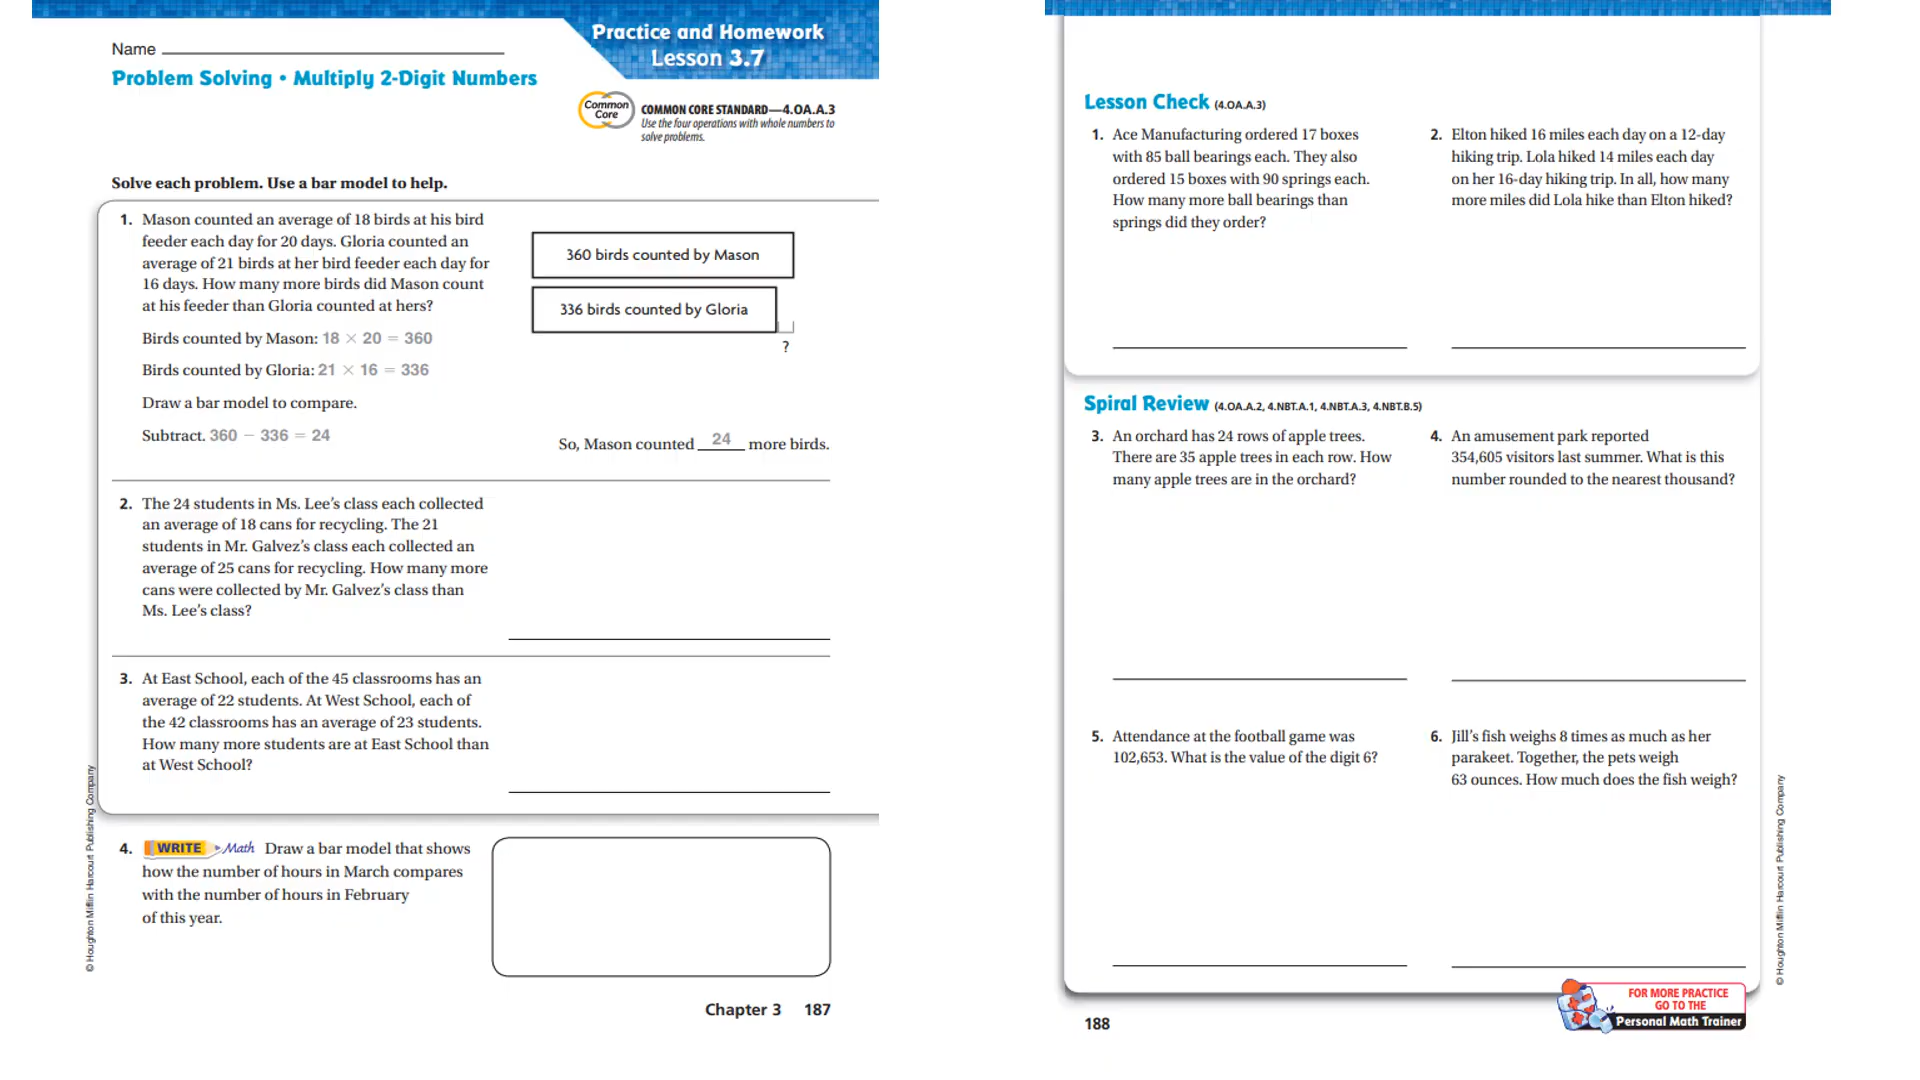 Practice and Homework
Lesson 3.7
Name
Problem Solving • Multiply 2-Digit Numbers
Common
Core
COMMON CORE STANDARD—4.OA.A.3
Use the four operations with whole numbers to
solve problems.
Solve each problem. Use a bar model to help.
1. Mason counted an average of 18 birds at his bird
feeder each day for 20 days. Gloria counted an
average of 21 birds at her bird feeder each day for
16 days. How many more birds did Mason count
at his feeder than Gloria counted at hers?
Birds counted by Mason: 18 × 20 = 360
Birds counted by Gloria: 21 × 16 = 336
Draw a bar model to compare.
Subtract. 360 − 336 = 24
360 birds counted by Mason
336 birds counted by Gloria
?
So, Mason counted 24 more birds.
2. The 24 students in Ms. Lee's class each collected
an average of 18 cans for recycling. The 21
students in Mr. Galvez's class each collected an
average of 25 cans for recycling. How many more
cans were collected by Mr. Galvez's class than
Ms. Lee's class?
3. At East School, each of the 45 classrooms has an
average of 22 students. At West School, each of
the 42 classrooms has an average of 23 students.
How many more students are at East School than
at West School?
4. WRITE Math Draw a bar model that shows
how the number of hours in March compares
with the number of hours in February
of this year.
© Houghton Mifflin Harcourt Publishing Company
Chapter 3 187
Lesson Check (4.OA.A.3)
1. Ace Manufacturing ordered 17 boxes
with 85 ball bearings each. They also
ordered 15 boxes with 90 springs each.
How many more ball bearings than
springs did they order?
2. Elton hiked 16 miles each day on a 12-day
hiking trip. Lola hiked 14 miles each day
on her 16-day hiking trip. In all, how many
more miles did Lola hike than Elton hiked?
Spiral Review (4.OA.A.2, 4.NBT.A.1, 4.NBT.A.3, 4.NBT.B.5)
3. An orchard has 24 rows of apple trees.
There are 35 apple trees in each row. How
many apple trees are in the orchard?
4. An amusement park reported
354,605 visitors last summer. What is this
number rounded to the nearest thousand?
5. Attendance at the football game was
102,653. What is the value of the digit 6?
6. Jill's fish weighs 8 times as much as her
parakeet. Together, the pets weigh
63 ounces. How much does the fish weigh?
© Houghton Mifflin Harcourt Publishing Company
FOR MORE PRACTICE
GO TO THE
Personal Math Trainer
188